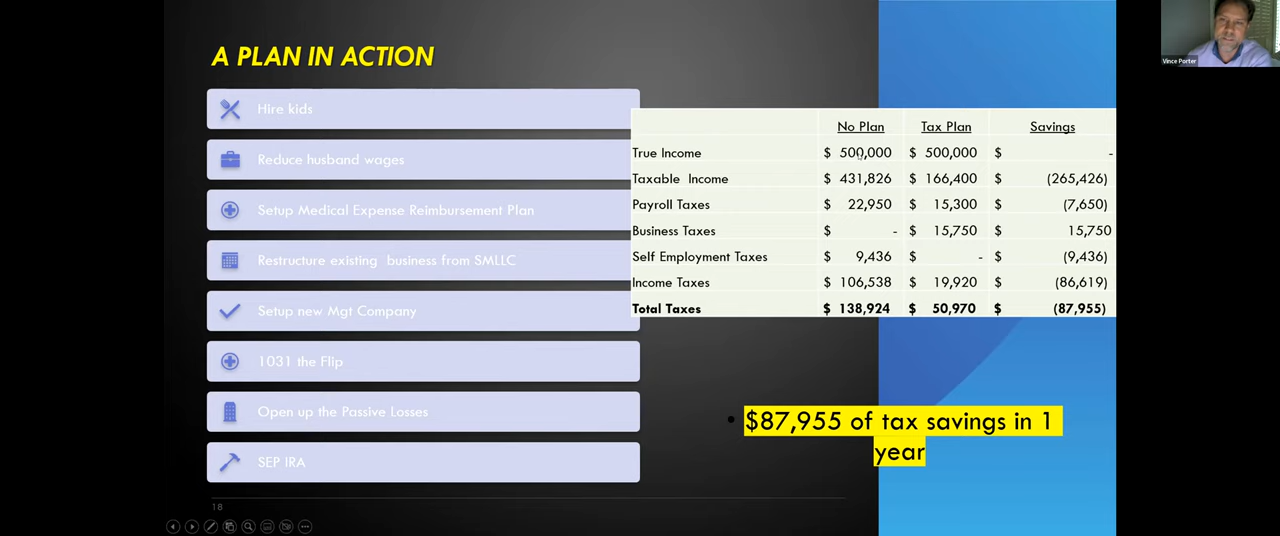 A PLAN IN ACTION
Vince Porter
Hire kids
Reduce husband wages
Setup Medical Expense Reimbursement Plan
Restructure existing business from SMLLC
Setup new Mgt Company
1031 the Flip
Open up the Passive Losses
SEP IRA
No Plan Tax Plan Savings
True Income $ 500,000 $ 500,000 $ -
Taxable Income $ 431,826 $ 166,400 $ (265,426)
Payroll Taxes $ 22,950 $ 15,300 $ (7,650)
Business Taxes $ - $ 15,750 $ 15,750
Self Employment Taxes $ 9,436 $ - $ (9,436)
Income Taxes $ 106,538 $ 19,920 $ (86,619)
Total Taxes $ 138,924 $ 50,970 $ (87,955)
• $87,955 of tax savings in 1
year
18